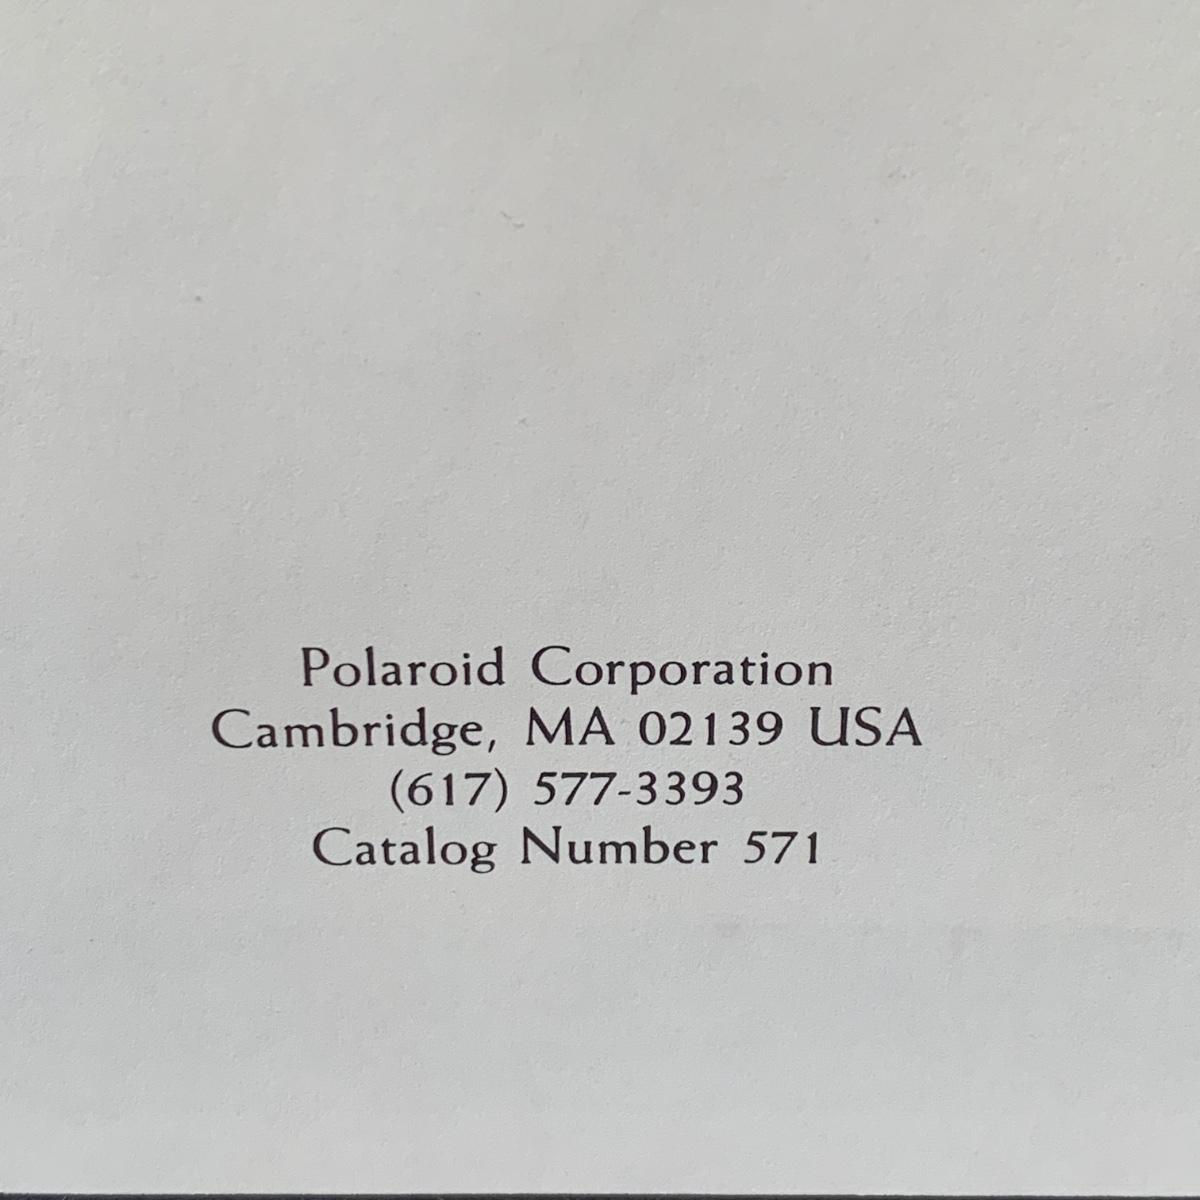 Polaroid Corporation
Cambridge, MA 02139 USA
(617) 577-3393
Catalog Number 571